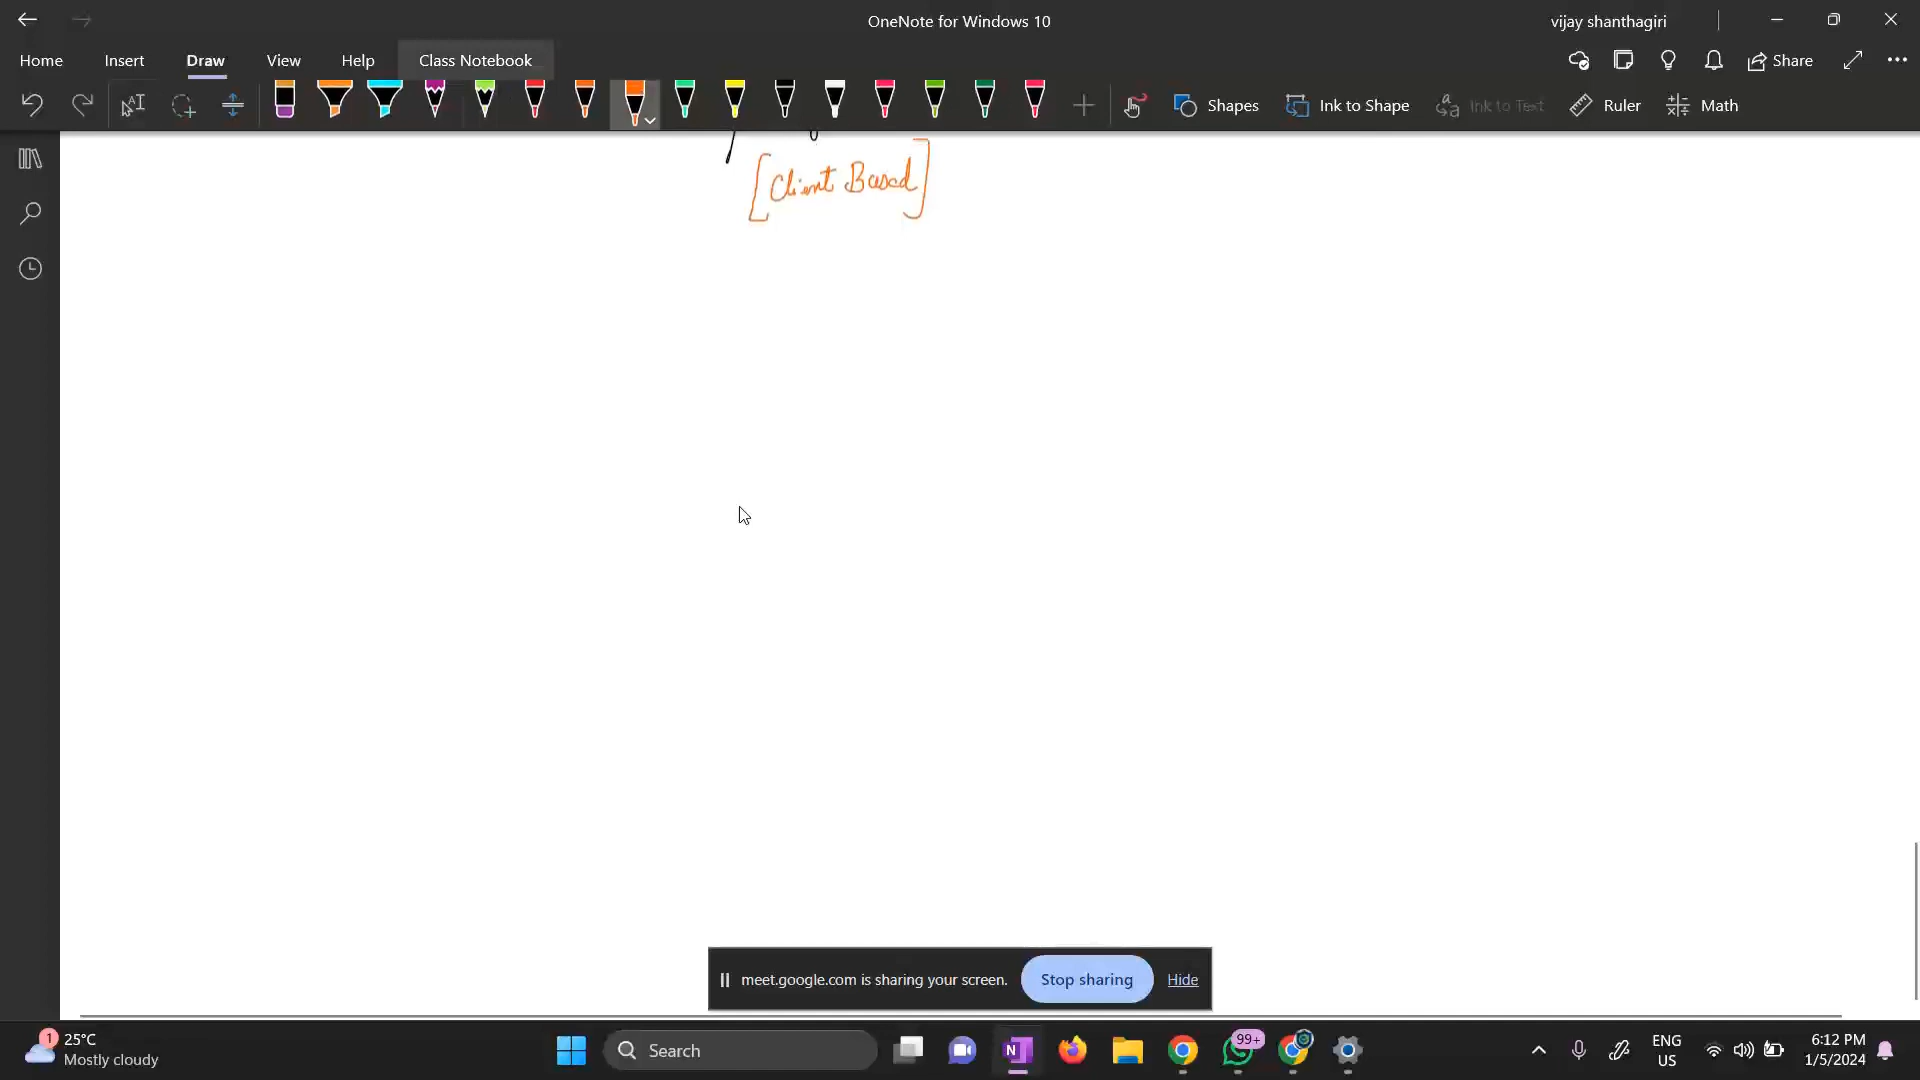 OneNote for Windows 10
vijay shanthagiri
Home Insert Draw View Help Class Notebook
Share
Shapes Ink to Shape Ink to Text Ruler Math
[Client Based]
meet.google.com is sharing your screen. Stop sharing Hide
1 25°C
Mostly cloudy
Search
99+
ENG
US
6:12 PM
1/5/2024